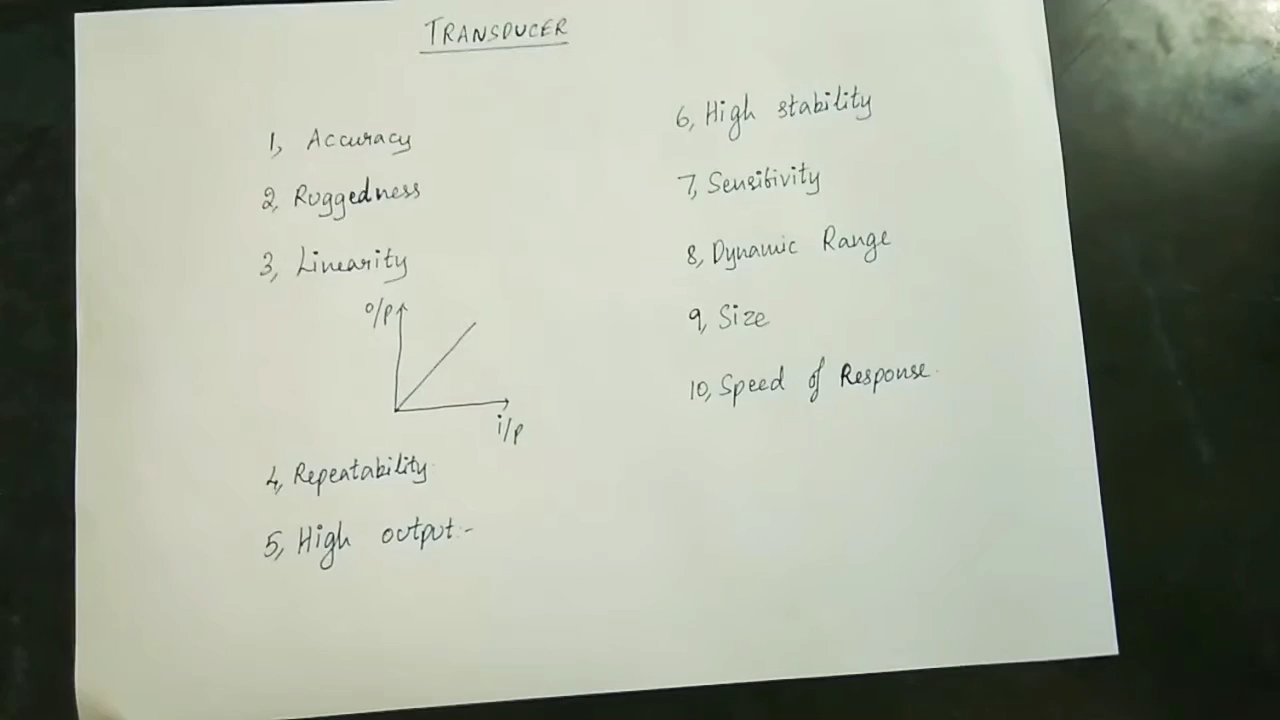 TRANSDUCER
1, Accuracy
2, Ruggedness
3, Linearity
o/p
i/p
4, Repeatability
5, High output:-
6, High stability
7, Sensitivity
8, Dynamic Range
9, Size
10, Speed of Response.